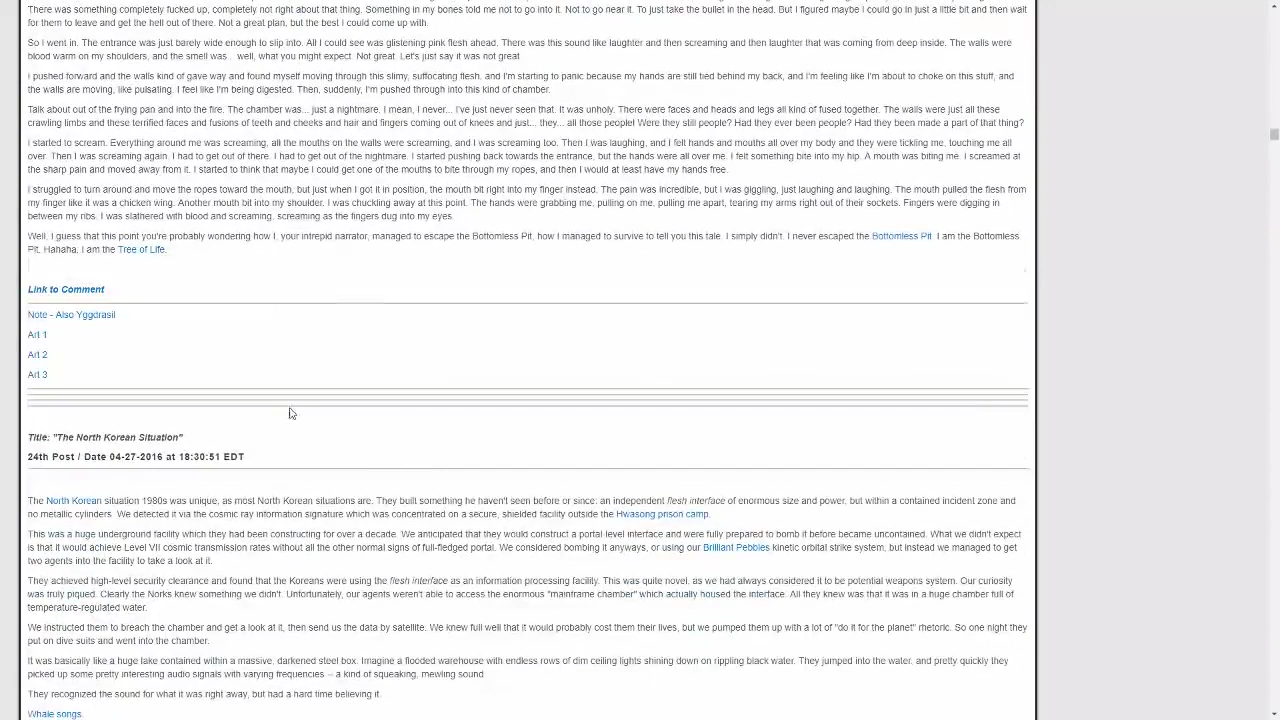 There was something completely fucked up, completely not right about that thing. Something in my bones told me not to go into it. Not to go near it. To just take the bullet in the head. But I figured maybe I could go in just a little bit and then wait
for them to leave and get the hell out of there. Not a great plan, but the best I could come up with.
So I went in. The entrance was just barely wide enough to slip into. All I could see was glistening pink flesh ahead. There was this sound like laughter and then screaming and then laughter that was coming from deep inside. The walls were
blood warm on my shoulders, and the smell was... well, what you might expect. Not great. Let's just say it was not great
I pushed forward and the walls kind of gave way and found myself moving through this slimy, suffocating flesh. and I'm starting to panic because my hands are still tied behind my back, and I'm feeling like I'm about to choke on this stuff, and
the walls are moving, like pulsating. I feel like I'm being digested. Then, suddenly, I'm pushed through into this kind of chamber.
Talk about out of the frying pan and into the fire. The chamber was... just a nightmare. I mean, I never... I've just never seen that. It was unholy. There were faces and heads and legs all kind of fused together. The walls were just all these
crawling limbs and these terrified faces and fusions of teeth and cheeks and hair and fingers coming out of knees and just... they... all those people! Were they still people? Had they ever been people? Had they been made a part of that thing?
I started to scream. Everything around me was screaming, all the mouths on the walls were screaming, and I was screaming too. Then I was laughing, and I felt hands and mouths all over my body and they were tickling me, touching me all
over. Then I was screaming again. I had to get out of there. I had to get out of the nightmare. I started pushing back towards the entrance, but the hands were all over me. I felt something bite into my hip. A mouth was biting me. I screamed at
the sharp pain and moved away from it. I started to think that maybe I could get one of the mouths to bite through my ropes, and then I would at least have my hands free.
I struggled to turn around and move the ropes toward the mouth, but just when I got it in position, the mouth bit right into my finger instead. The pain was incredible, but I was giggling, just laughing and laughing. The mouth pulled the flesh from
my finger like it was a chicken wing. Another mouth bit into my shoulder. I was chuckling away at this point. The hands were grabbing me, pulling on me, pulling me apart, tearing my arms right out of their sockets. Fingers were digging in
between my ribs. I was slathered with blood and screaming, screaming as the fingers dug into my eyes.
Well, I guess that this point you're probably wondering how I, your intrepid narrator, managed to escape the Bottomless Pit, how I managed to survive to tell you this tale. I simply didn't. I never escaped the Bottomless Pit. I am the Bottomless
Pit. Hahaha. I am the Tree of Life.
Link to Comment
Note - Also Yggdrasil
Art 1
Art 2
Art 3
Title: "The North Korean Situation"
24th Post / Date 04-27-2016 at 18:30:51 EDT
The North Korean situation 1980s was unique, as most North Korean situations are. They built something he haven't seen before or since: an independent flesh interface of enormous size and power, but within a contained incident zone and
no metallic cylinders. We detected it via the cosmic ray information signature which was concentrated on a secure, shielded facility outside the Hwasong prison camp.
This was a huge underground facility which they had been constructing for over a decade. We anticipated that they would construct a portal-level interface and were fully prepared to bomb it before became uncontained. What we didn't expect
is that it would achieve Level VII cosmic transmission rates without all the other normal signs of full-fledged portal. We considered bombing it anyways, or using our Brilliant Pebbles kinetic orbital strike system, but instead we managed to get
two agents into the facility to take a look at it.
They achieved high-level security clearance and found that the Koreans were using the flesh interface as an information processing facility. This was quite novel, as we had always considered it to be potential weapons system. Our curiosity
was truly piqued. Clearly the Norks knew something we didn't. Unfortunately, our agents weren't able to access the enormous "mainframe chamber" which actually housed the interface. All they knew was that it was in a huge chamber full of
temperature-regulated water.
We instructed them to breach the chamber and get a look at it, then send us the data by satellite. We knew full well that it would probably cost them their lives, but we pumped them up with a lot of "do it for the planet" rhetoric. So one night they
put on dive suits and went into the chamber.
It was basically like a huge lake contained within a massive, darkened steel box. Imagine a flooded warehouse with endless rows of dim ceiling lights shining down on rippling black water. They jumped into the water, and pretty quickly they
picked up some pretty interesting audio signals with varying frequencies -- a kind of squeaking, mewling sound
They recognized the sound for what it was right away, but had a hard time believing it.
Whale songs.